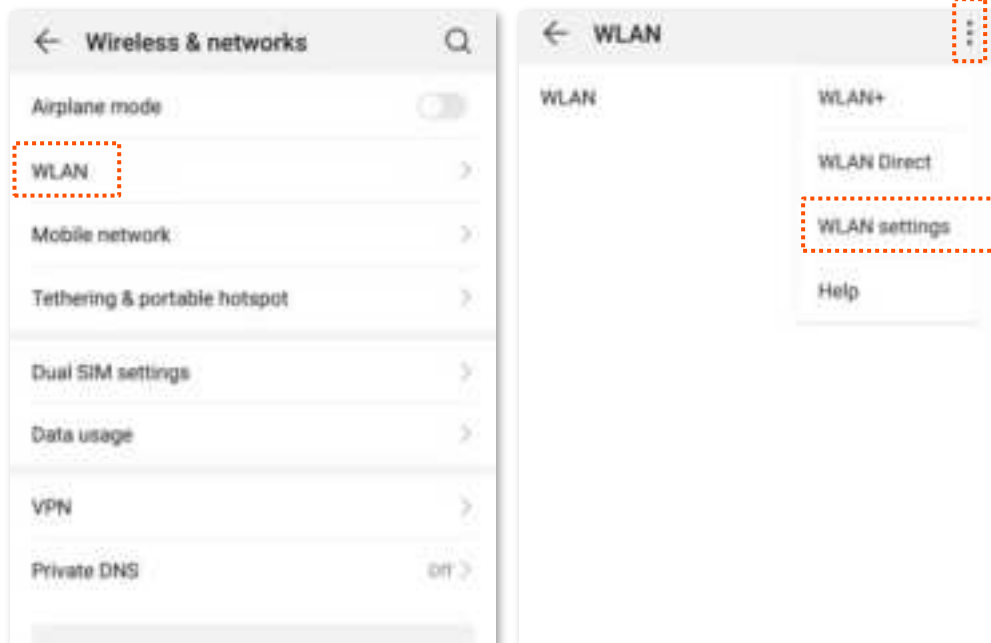 Wireless & networks
Airplane mode
WLAN
Mobile network
Tethering & portable hotspot
Dual SIM settings
Data usage
VPN
Private DNS Off
WLAN
WLAN
WLAN+
WLAN Direct
WLAN settings
Help